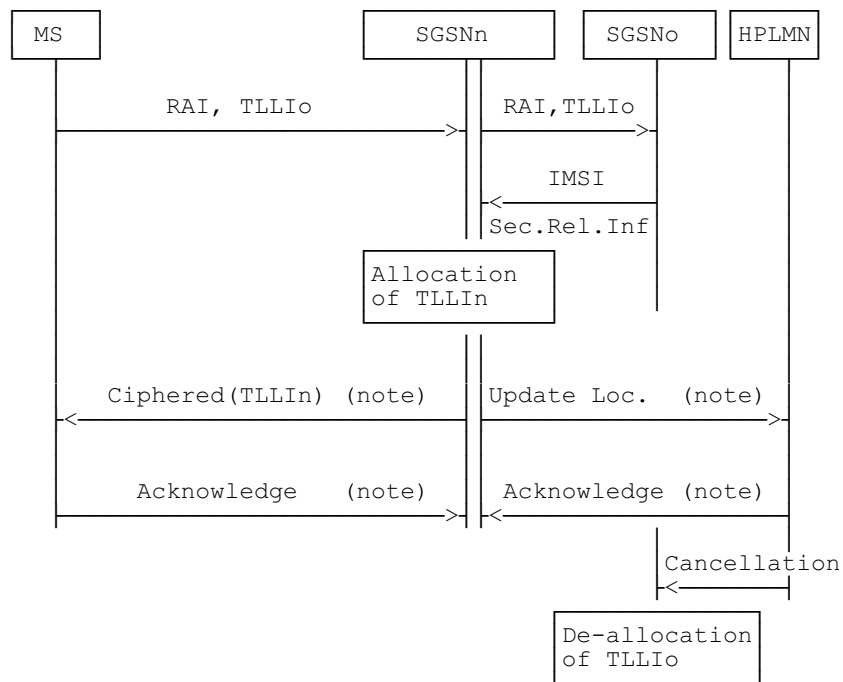 MS SGSNn SGSNo HPLMN
RAI, TLLIo RAI,TLLIo
IMSI
Sec.Rel.Inf
Allocation
of TLLIn
Ciphered(TLLIn) (note) Update Loc. (note)
Acknowledge (note) Acknowledge (note)
Cancellation
De-allocation
of TLLIo